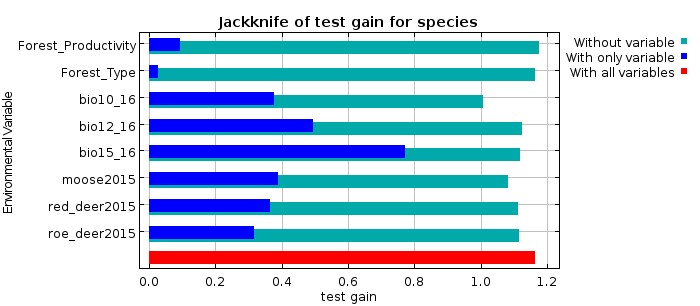 Jackknife of test gain for species
Without variable
With only variable
With all variables
Environmental Variable
Forest_Productivity
Forest_Type
bio10_16
bio12_16
bio15_16
moose2015
red_deer2015
roe_deer2015
0.0 0.2 0.4 0.6 0.8 1.0 1.2
test gain